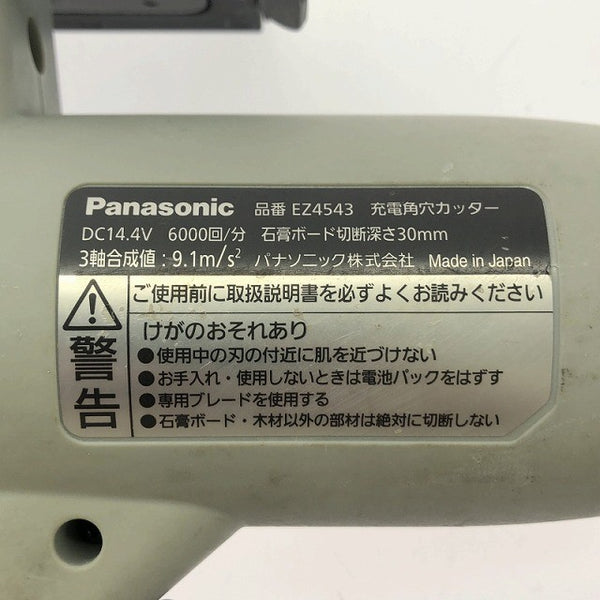 Panasonic 品番 EZ4543 充電角穴カッター
DC14.4V 6000回/分 石膏ボード切断深さ30mm
3軸合成値:9.1m/s² パナソニック株式会社 Made in Japan
警告
ご使用前に取扱説明書を必ずよくお読みください
けがのおそれあり
●使用中の刃の付近に肌を近づけない
●お手入れ・使用しないときは電池パックをはずす
●専用ブレードを使用する
●石膏ボード・木材以外の部材は絶対に切断しない